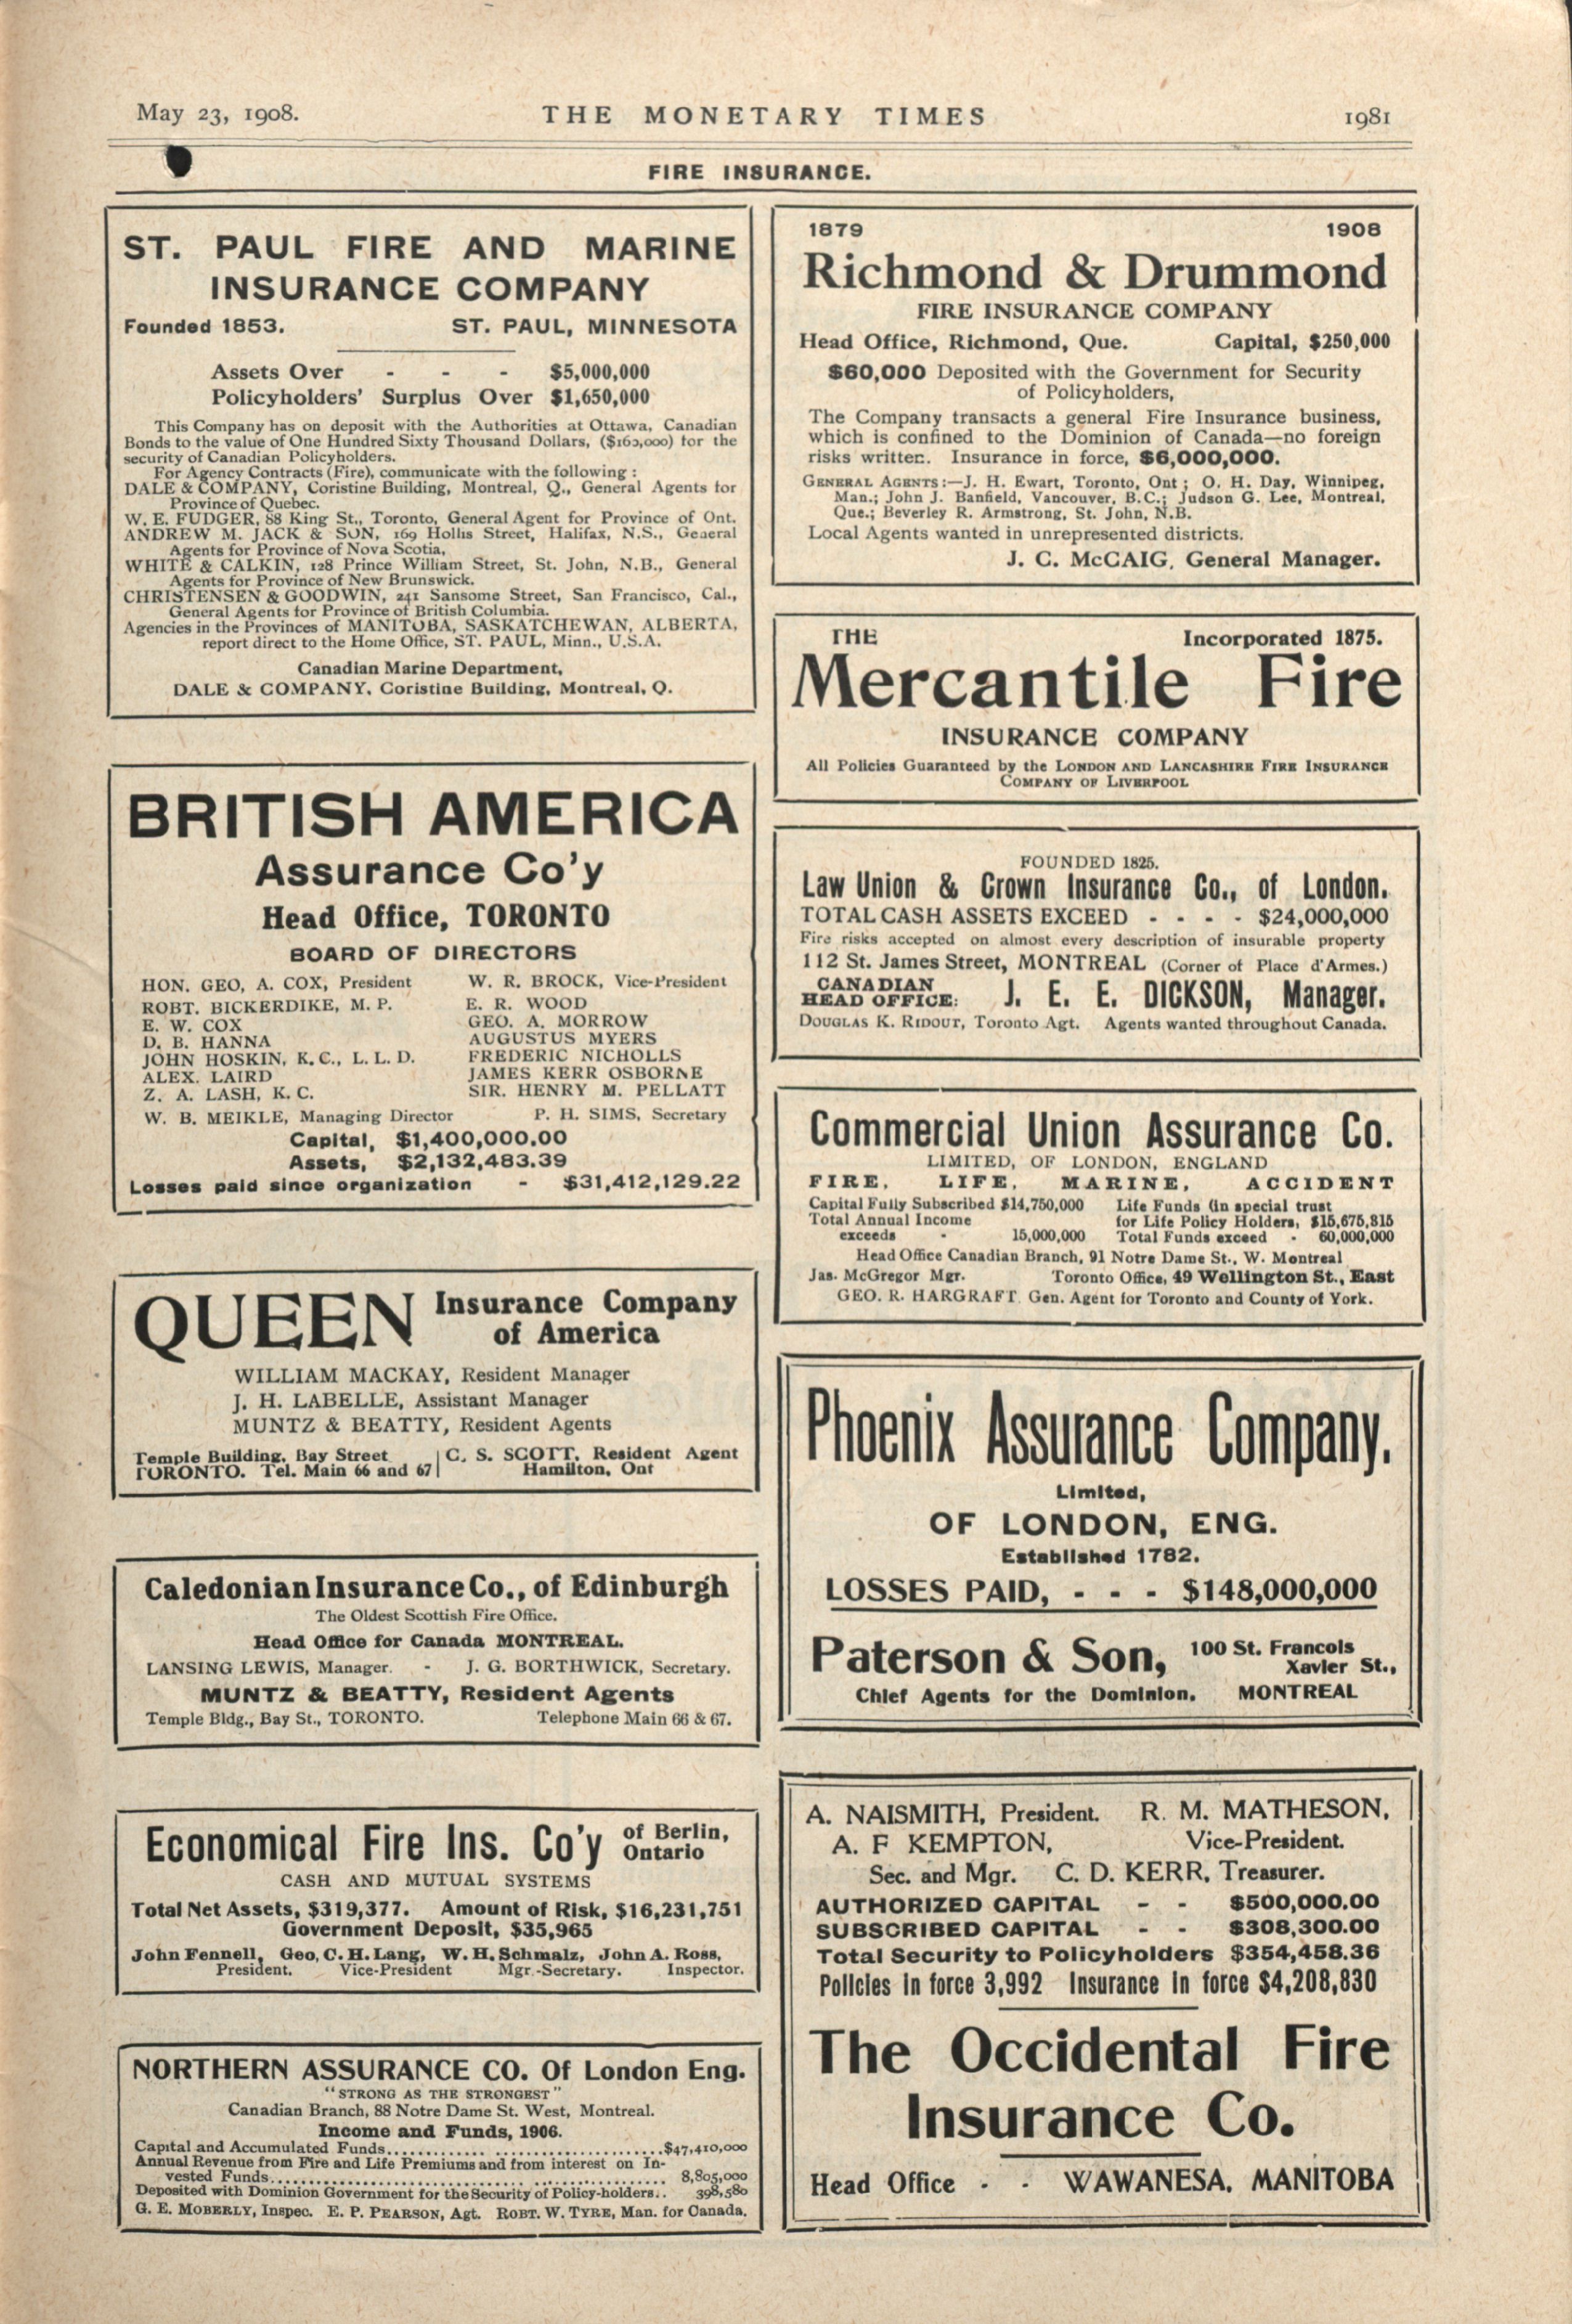 May 23, 1908.
THE MONETARY TIMES
1981
FIRE INSURANCE.
ST. PAUL FIRE AND MARINE
INSURANCE COMPANY
Founded 1853. ST. PAUL, MINNESOTA
Assets Over - - - $5,000,000
Policyholders' Surplus Over $1,650,000
This Company has on deposit with the Authorities at Ottawa, Canadian
Bonds to the value of One Hundred Sixty Thousand Dollars, ($160,000) for the
security of Canadian Policyholders.
For Agency Contracts (Fire), communicate with the following :
DALE & COMPANY, Coristine Building, Montreal, Q., General Agents for
Province of Quebec.
W. E. FUDGER, 88 King St., Toronto, General Agent for Province of Ont.
ANDREW M. JACK & SON, 169 Hollis Street, Halifax, N.S., General
Agents for Province of Nova Scotia,
WHITE & CALKIN, 128 Prince William Street, St. John, N.B., General
Agents for Province of New Brunswick.
CHRISTENSEN & GOODWIN, 241 Sansome Street, San Francisco, Cal.,
General Agents for Province of British Columbia.
Agencies in the Provinces of MANITOBA, SASKATCHEWAN, ALBERTA,
report direct to the Home Office, ST. PAUL, Minn., U.S.A.
Canadian Marine Department,
DALE & COMPANY, Coristine Building, Montreal, Q.
BRITISH AMERICA
Assurance Co'y
Head Office, TORONTO
BOARD OF DIRECTORS
HON. GEO, A. COX, President W. R. BROCK, Vice-President
ROBT. BICKERDIKE, M. P. E. R. WOOD
E. W. COX GEO. A. MORROW
D. B. HANNA AUGUSTUS MYERS
JOHN HOSKIN, K. C., L. L. D. FREDERIC NICHOLLS
ALEX. LAIRD JAMES KERR OSBORNE
Z. A. LASH, K. C. SIR. HENRY M. PELLATT
W. B. MEIKLE, Managing Director P. H. SIMS, Secretary
Capital, $1,400,000.00
Assets, $2,132,483.39
Losses paid since organization - $31,412,129.22
QUEEN Insurance Company
of America
WILLIAM MACKAY, Resident Manager
J. H. LABELLE, Assistant Manager
MUNTZ & BEATTY, Resident Agents
Temple Building, Bay Street C. S. SCOTT, Resident Agent
TORONTO. Tel. Main 66 and 67 Hamilton, Ont
Caledonian Insurance Co., of Edinburgh
The Oldest Scottish Fire Office.
Head Office for Canada MONTREAL.
LANSING LEWIS, Manager. - J. G. BORTHWICK, Secretary.
MUNTZ & BEATTY, Resident Agents
Temple Bldg., Bay St., TORONTO. Telephone Main 66 & 67.
Economical Fire Ins. Co'y of Berlin,
Ontario
CASH AND MUTUAL SYSTEMS
Total Net Assets, $319,377. Amount of Risk, $16,231,751
Government Deposit, $35,965
John Fennell, Geo, C. H. Lang, W. H. Schmalz, John A. Ross,
President. Vice-President Mgr.-Secretary. Inspector.
NORTHERN ASSURANCE CO. Of London Eng.
"STRONG AS THE STRONGEST"
Canadian Branch, 88 Notre Dame St. West, Montreal.
Income and Funds, 1906.
Capital and Accumulated Funds........................$47,410,000
Annual Revenue from Fire and Life Premiums and from interest on In-
vested Funds........................ 8,805,000
Deposited with Dominion Government for the Security of Policy-holders.. 398,580
G. E. MOBERLY, Inspec. E. P. PEARSON, Agt. ROBT. W. TYRE, Man. for Canada.
1879 1908
Richmond & Drummond
FIRE INSURANCE COMPANY
Head Office, Richmond, Que. Capital, $250,000
$60,000 Deposited with the Government for Security
of Policyholders,
The Company transacts a general Fire Insurance business,
which is confined to the Dominion of Canada—no foreign
risks written. Insurance in force, $6,000,000.
GENERAL AGENTS:—J. H. Ewart, Toronto, Ont ; O. H. Day, Winnipeg,
Man.; John J. Banfield, Vancouver, B.C.; Judson G. Lee, Montreal,
Que.; Beverley R. Armstrong, St. John, N.B.
Local Agents wanted in unrepresented districts.
J. C. McCAIG, General Manager.
THE Incorporated 1875.
Mercantile Fire
INSURANCE COMPANY
All Policies Guaranteed by the LONDON AND LANCASHIRE FIRE INSURANCE
COMPANY OF LIVERPOOL
FOUNDED 1825.
Law Union & Crown Insurance Co., of London.
TOTAL CASH ASSETS EXCEED - - - - $24,000,000
Fire risks accepted on almost every description of insurable property
112 St. James Street, MONTREAL (Corner of Place d'Armes.)
CANADIAN
HEAD OFFICE: J. E. E. DICKSON, Manager.
DOUGLAS K. RIDOUR, Toronto Agt. Agents wanted throughout Canada.
Commercial Union Assurance Co.
LIMITED, OF LONDON, ENGLAND
FIRE, LIFE, MARINE, ACCIDENT
Capital Fully Subscribed $14,750,000 Life Funds (in special trust
Total Annual Income for Life Policy Holders, $15,675,315
exceeds - 15,000,000 Total Funds exceed - 60,000,000
Head Office Canadian Branch, 91 Notre Dame St., W. Montreal
Jas. McGregor Mgr. Toronto Office, 49 Wellington St., East
GEO. R. HARGRAFT. Gen. Agent for Toronto and County of York.
Phoenix Assurance Company,
Limited,
OF LONDON, ENG.
Established 1782.
LOSSES PAID, - - - $148,000,000
Paterson & Son, 100 St. Francois
Xavier St.,
Chief Agents for the Dominion. MONTREAL
A. NAISMITH, President. R. M. MATHESON,
A. F KEMPTON, Vice-President.
Sec. and Mgr. C. D. KERR, Treasurer.
AUTHORIZED CAPITAL - - $500,000.00
SUBSCRIBED CAPITAL - - $308,300.00
Total Security to Policyholders $354,458.36
Policies in force 3,992 Insurance in force $4,208,830
The Occidental Fire
Insurance Co.
Head Office - - WAWANESA, MANITOBA